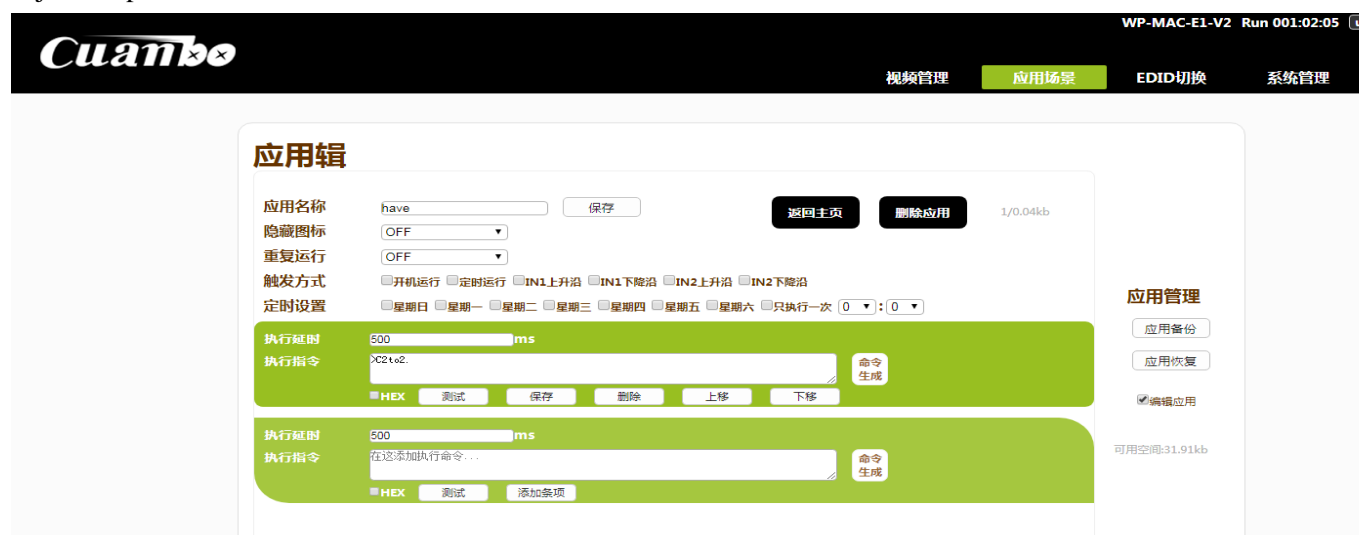 WP-MAC-E1-V2 Run 001:02:05
Cuanbo
视频管理 应用场景 EDID切换 系统管理
应用辑
应用名称 have 保存 返回主页 删除应用 1/0.04kb
隐藏图标 OFF
重复运行 OFF
触发方式 开机运行 定时运行 IN1上升沿 IN1下降沿 IN2上升沿 IN2下降沿
定时设置 星期日 星期一 星期二 星期三 星期四 星期五 星期六 只执行一次 0 : 0
执行延时 500 ms
执行指令 >C2to2. 命令生成
HEX 测试 保存 删除 上移 下移
执行延时 500 ms
执行指令 在这添加执行命令... 命令生成
HEX 测试 添加条项
应用管理
应用备份
应用恢复
编辑应用
可用空间:31.91kb